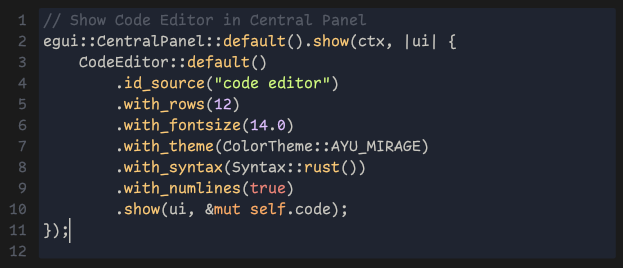 1 // Show Code Editor in Central Panel
2 egui::CentralPanel::default().show(ctx, |ui| {
3     CodeEditor::default()
4         .id_source("code editor")
5         .with_rows(12)
6         .with_fontsize(14.0)
7         .with_theme(ColorTheme::AYU_MIRAGE)
8         .with_syntax(Syntax::rust())
9         .with_numlines(true)
10         .show(ui, &mut self.code);
11 });
12